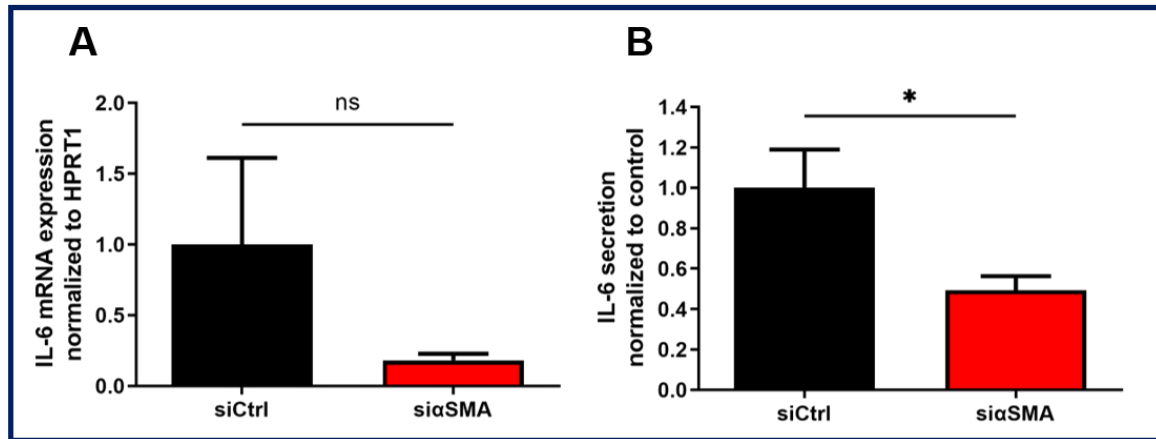 A
IL-6 mRNA expression
normalized to HPRT1
2.0
1.5
1.0
0.5
0.0
ns
siCtrl
siαSMA
B
IL-6 secretion
normalized to control
1.4
1.2
1.0
0.8
0.6
0.4
0.2
0.0
*
siCtrl
siαSMA